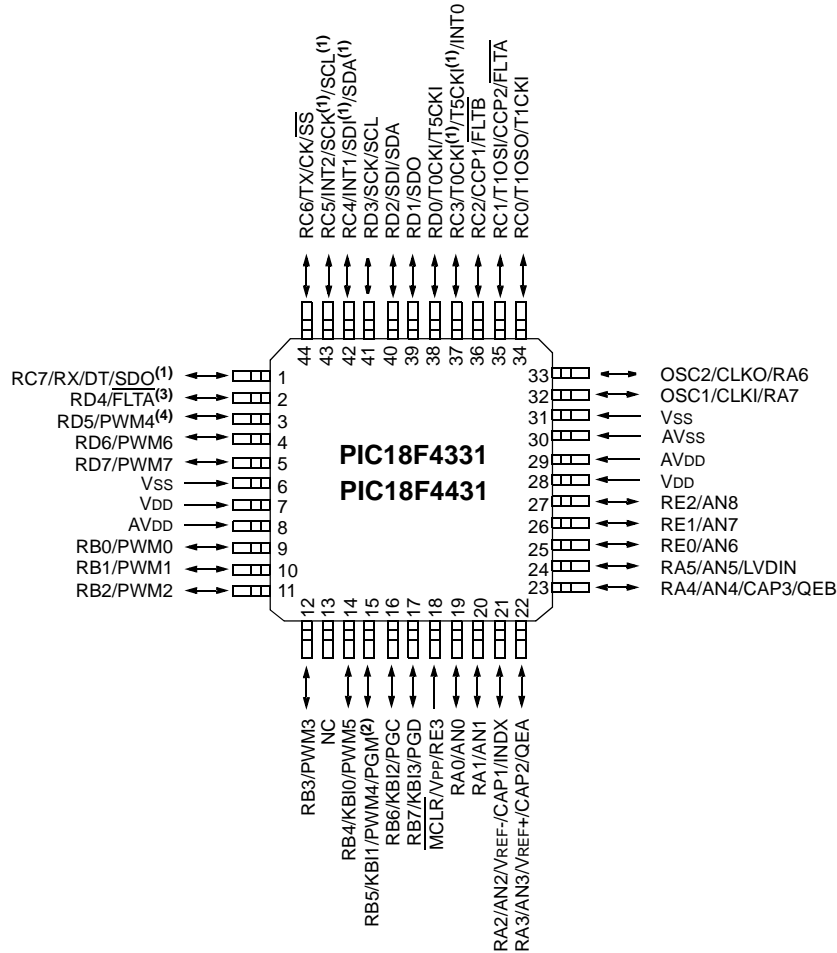 RC6/TX/CK/SS
RC5/INT2/SCK(1)/SCL(1)
RC4/INT1/SDI(1)/SDA(1)
RD3/SCK/SCL
RD2/SDI/SDA
RD1/SDO
RD0/T0CKI/T5CKI
RC3/T0CKI(1)/T5CKI(1)/INT0
RC2/CCP1/FLTB
RC1/T1OSI/CCP2/FLTA
RC0/T1OSO/T1CKI
44
43
42
41
40
39
38
37
36
35
34
RC7/RX/DT/SDO(1)
1
RD4/FLTA(3)
2
RD5/PWM4(4)
3
RD6/PWM6
4
RD7/PWM7
5
VSS
6
VDD
7
AVDD
8
RB0/PWM0
9
RB1/PWM1
10
RB2/PWM2
11
PIC18F4331
PIC18F4431
33
OSC2/CLKO/RA6
32
OSC1/CLKI/RA7
31
VSS
30
AVSS
29
AVDD
28
VDD
27
RE2/AN8
26
RE1/AN7
25
RE0/AN6
24
RA5/AN5/LVDIN
23
RA4/AN4/CAP3/QEB
12
13
14
15
16
17
18
19
20
21
22
RB3/PWM3
NC
RB4/KBI0/PWM5
RB5/KBI1/PWM4/PGM(2)
RB6/KBI2/PGC
RB7/KBI3/PGD
MCLR/VPP/RE3
RA0/AN0
RA1/AN1
RA2/AN2/VREF-/CAP1/INDX
RA3/AN3/VREF+/CAP2/QEA